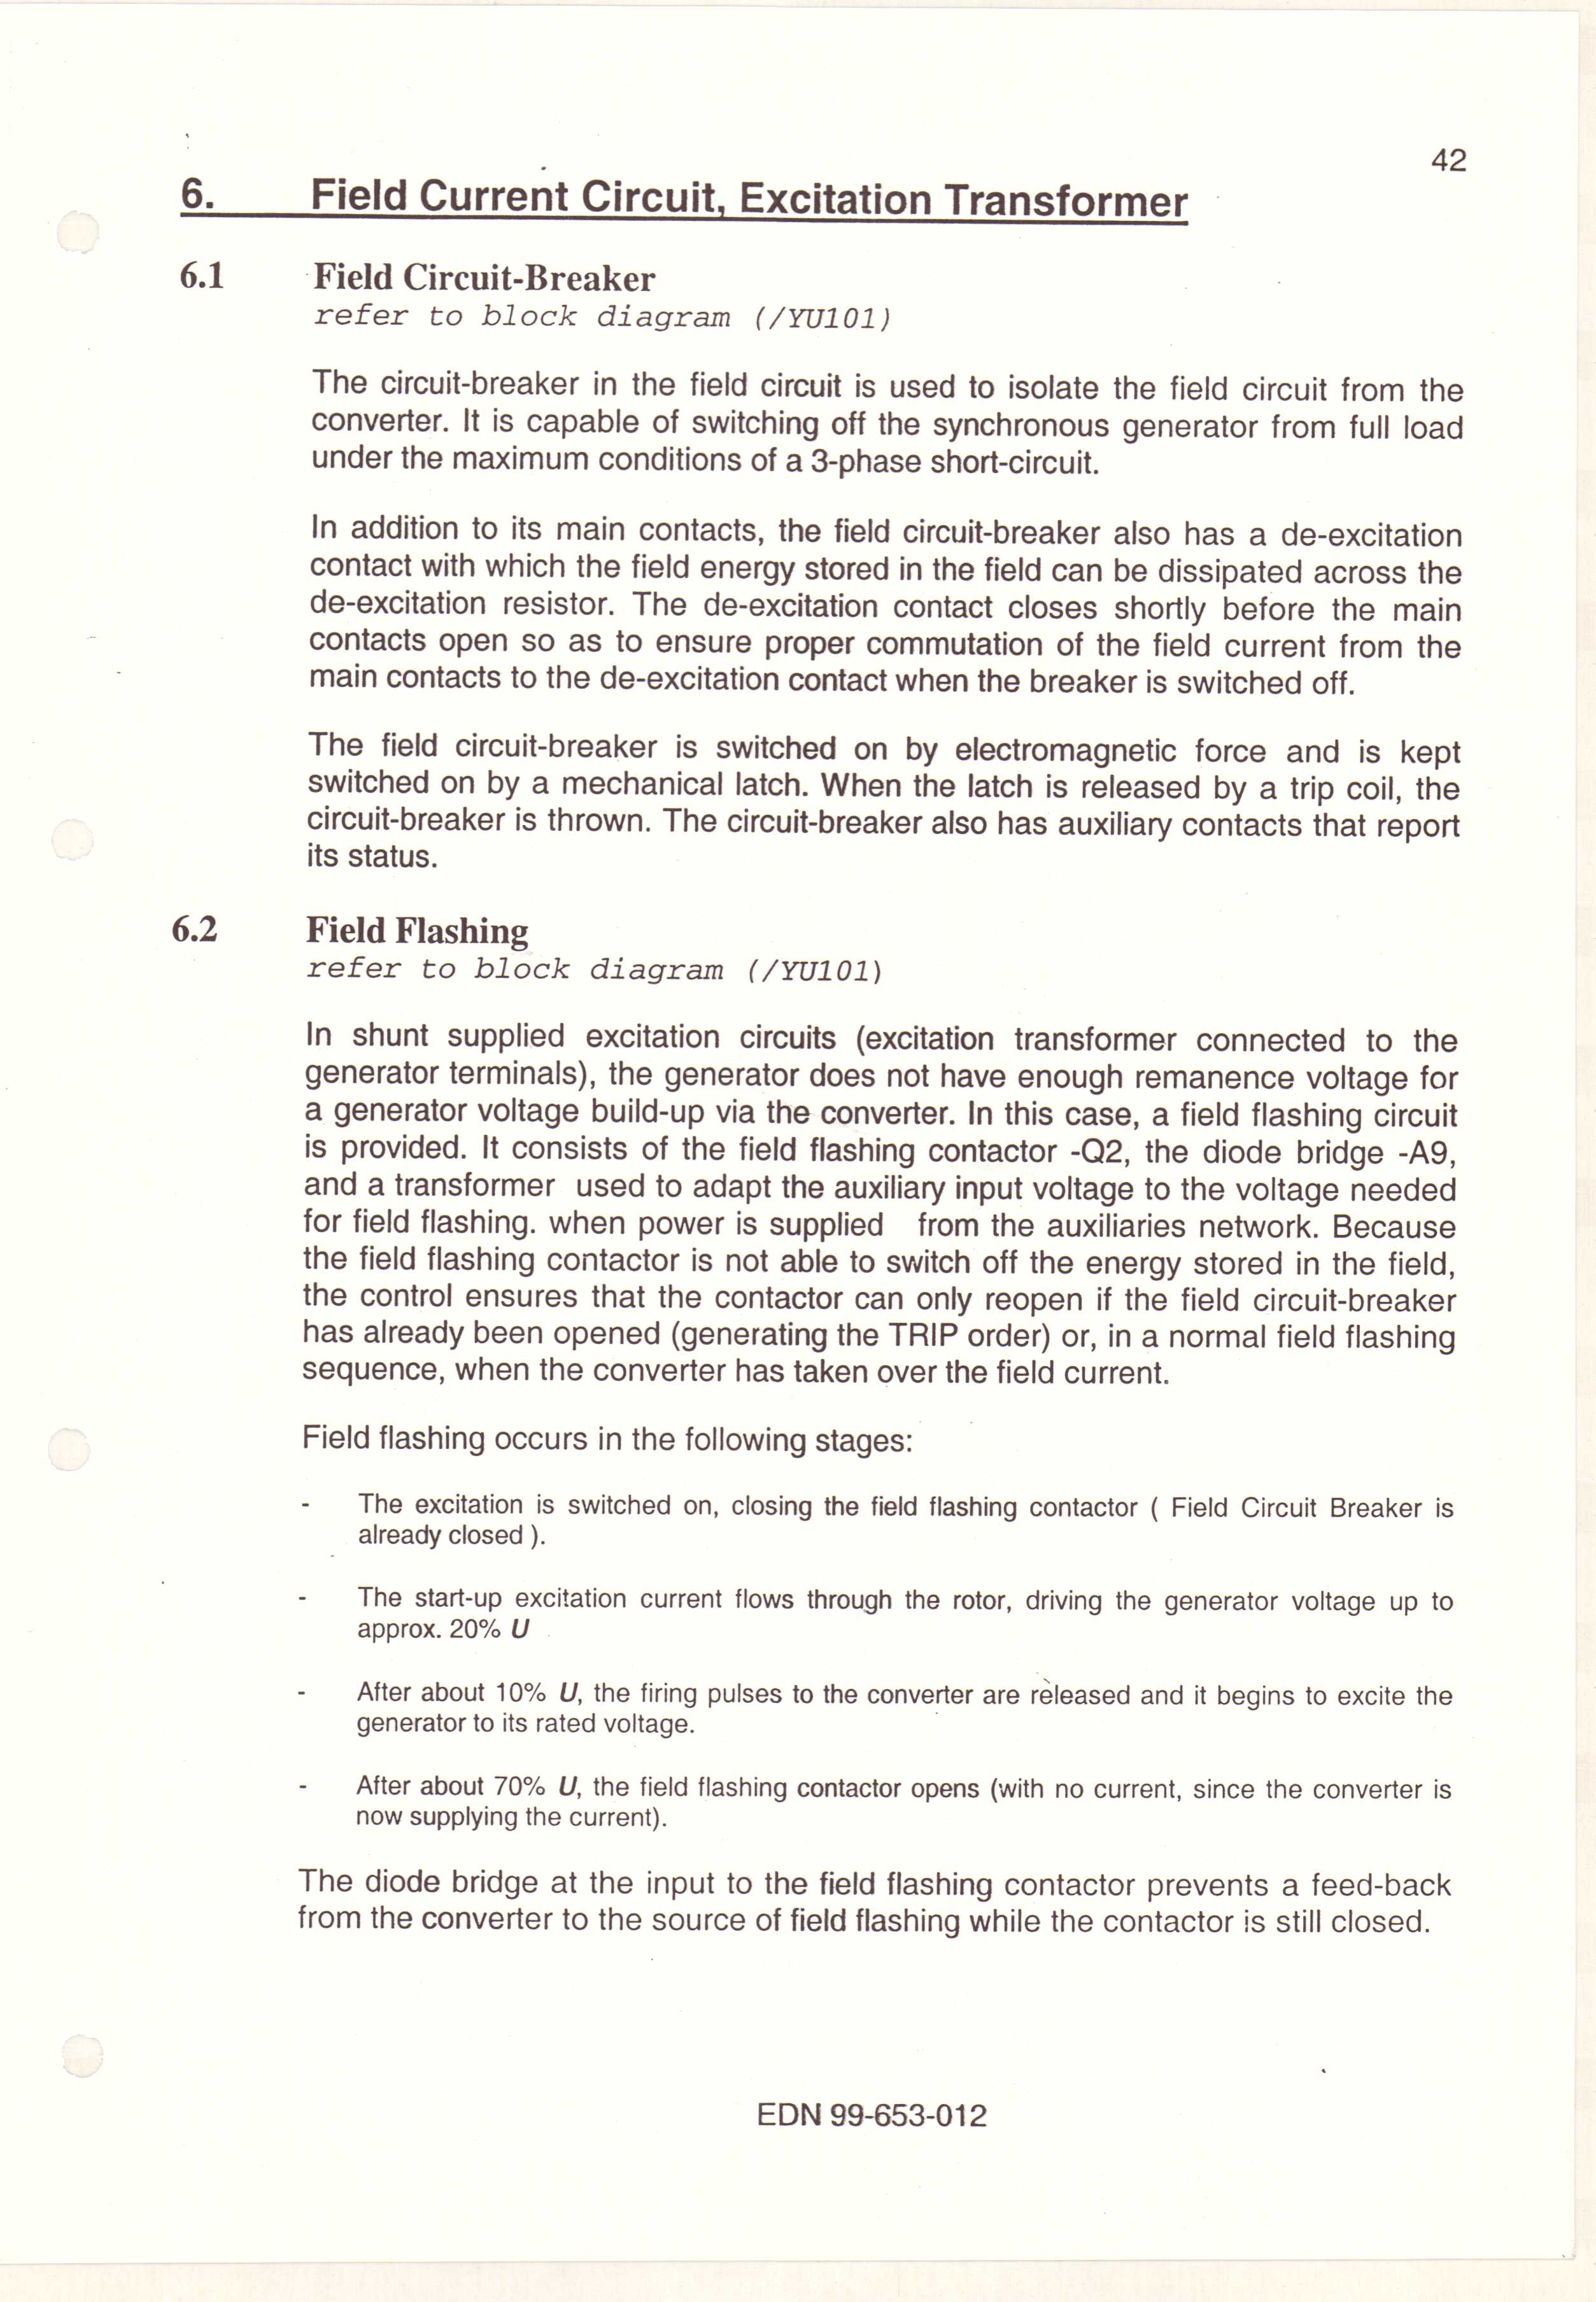 42
6. Field Current Circuit, Excitation Transformer
6.1 Field Circuit-Breaker
refer to block diagram (/YU101)
The circuit-breaker in the field circuit is used to isolate the field circuit from the
converter. It is capable of switching off the synchronous generator from full load
under the maximum conditions of a 3-phase short-circuit.
In addition to its main contacts, the field circuit-breaker also has a de-excitation
contact with which the field energy stored in the field can be dissipated across the
de-excitation resistor. The de-excitation contact closes shortly before the main
contacts open so as to ensure proper commutation of the field current from the
main contacts to the de-excitation contact when the breaker is switched off.
The field circuit-breaker is switched on by electromagnetic force and is kept
switched on by a mechanical latch. When the latch is released by a trip coil, the
circuit-breaker is thrown. The circuit-breaker also has auxiliary contacts that report
its status.
6.2 Field Flashing
refer to block diagram (/YU101)
In shunt supplied excitation circuits (excitation transformer connected to the
generator terminals), the generator does not have enough remanence voltage for
a generator voltage build-up via the converter. In this case, a field flashing circuit
is provided. It consists of the field flashing contactor -Q2, the diode bridge -A9,
and a transformer used to adapt the auxiliary input voltage to the voltage needed
for field flashing. when power is supplied from the auxiliaries network. Because
the field flashing contactor is not able to switch off the energy stored in the field,
the control ensures that the contactor can only reopen if the field circuit-breaker
has already been opened (generating the TRIP order) or, in a normal field flashing
sequence, when the converter has taken over the field current.
Field flashing occurs in the following stages:
- The excitation is switched on, closing the field flashing contactor ( Field Circuit Breaker is
already closed ).
- The start-up excitation current flows through the rotor, driving the generator voltage up to
approx. 20% U
- After about 10% U, the firing pulses to the converter are released and it begins to excite the
generator to its rated voltage.
- After about 70% U, the field flashing contactor opens (with no current, since the converter is
now supplying the current).
The diode bridge at the input to the field flashing contactor prevents a feed-back
from the converter to the source of field flashing while the contactor is still closed.
EDN 99-653-012